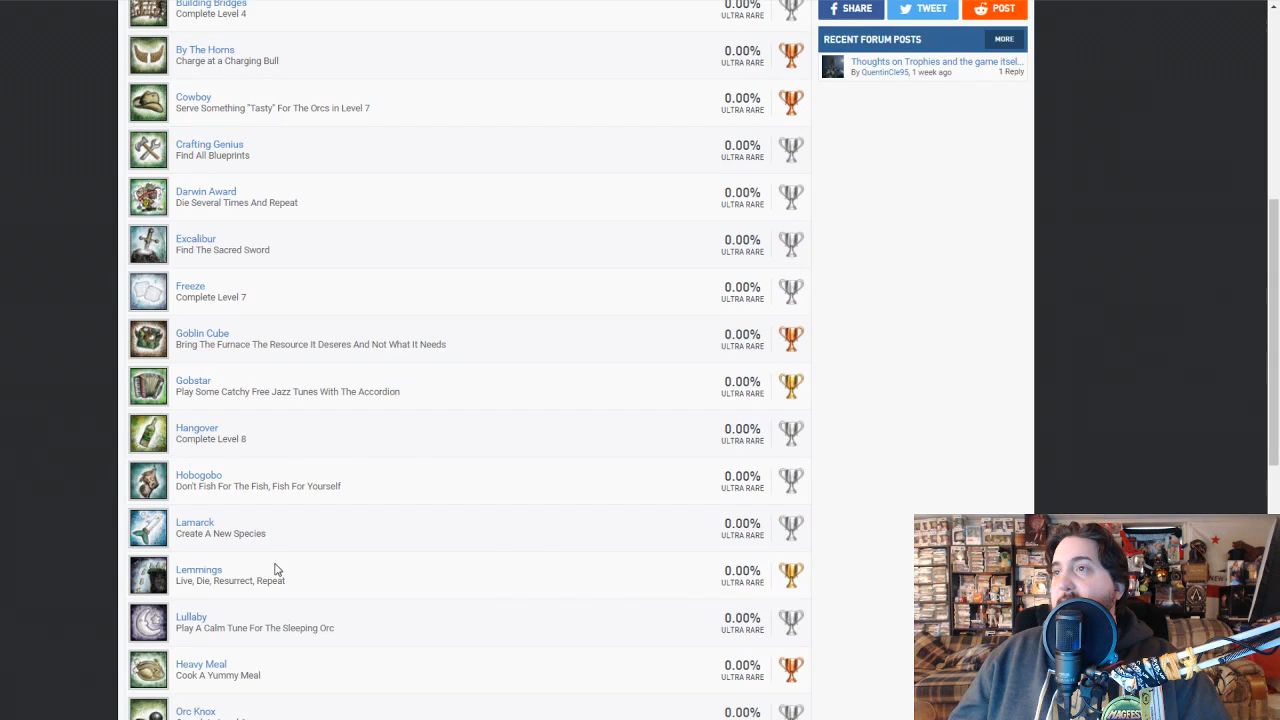 Building Bridges
Complete Level 4
By The Horns
Charge at a Charging Bull
0.00%
ULTRA RARE
Cowboy
Serve Something "Tasty" For The Orcs in Level 7
0.00%
ULTRA RARE
Crafting Genius
Find All Blueprints
0.00%
ULTRA RARE
Darwin Award
Die Several Times And Repeat
0.00%
ULTRA RARE
Excalibur
Find The Sacred Sword
0.00%
ULTRA RARE
Freeze
Complete Level 7
0.00%
ULTRA RARE
Goblin Cube
Bring The Furnace The Resource It Deseres And Not What It Needs
0.00%
ULTRA RARE
Gobstar
Play Some Catchy Free Jazz Tunes With The Accordion
0.00%
ULTRA RARE
Hangover
Complete Level 8
0.00%
ULTRA RARE
Hobogobo
Don't Fish For The Fish, Fish For Yourself
0.00%
ULTRA RARE
Lamarck
Create A New Species
0.00%
ULTRA RARE
Lemmings
Live, Die, Resurrect, Repeat
0.00%
ULTRA RARE
Lullaby
Play A Calm Tune For The Sleeping Orc
0.00%
ULTRA RARE
Heavy Meal
Cook A Yummy Meal
0.00%
ULTRA RARE
Orc Knox
0.00%
SHARE
TWEET
POST
RECENT FORUM POSTS
MORE
Thoughts on Trophies and the game itsel...
By QuentinCle95, 1 week ago
1 Reply